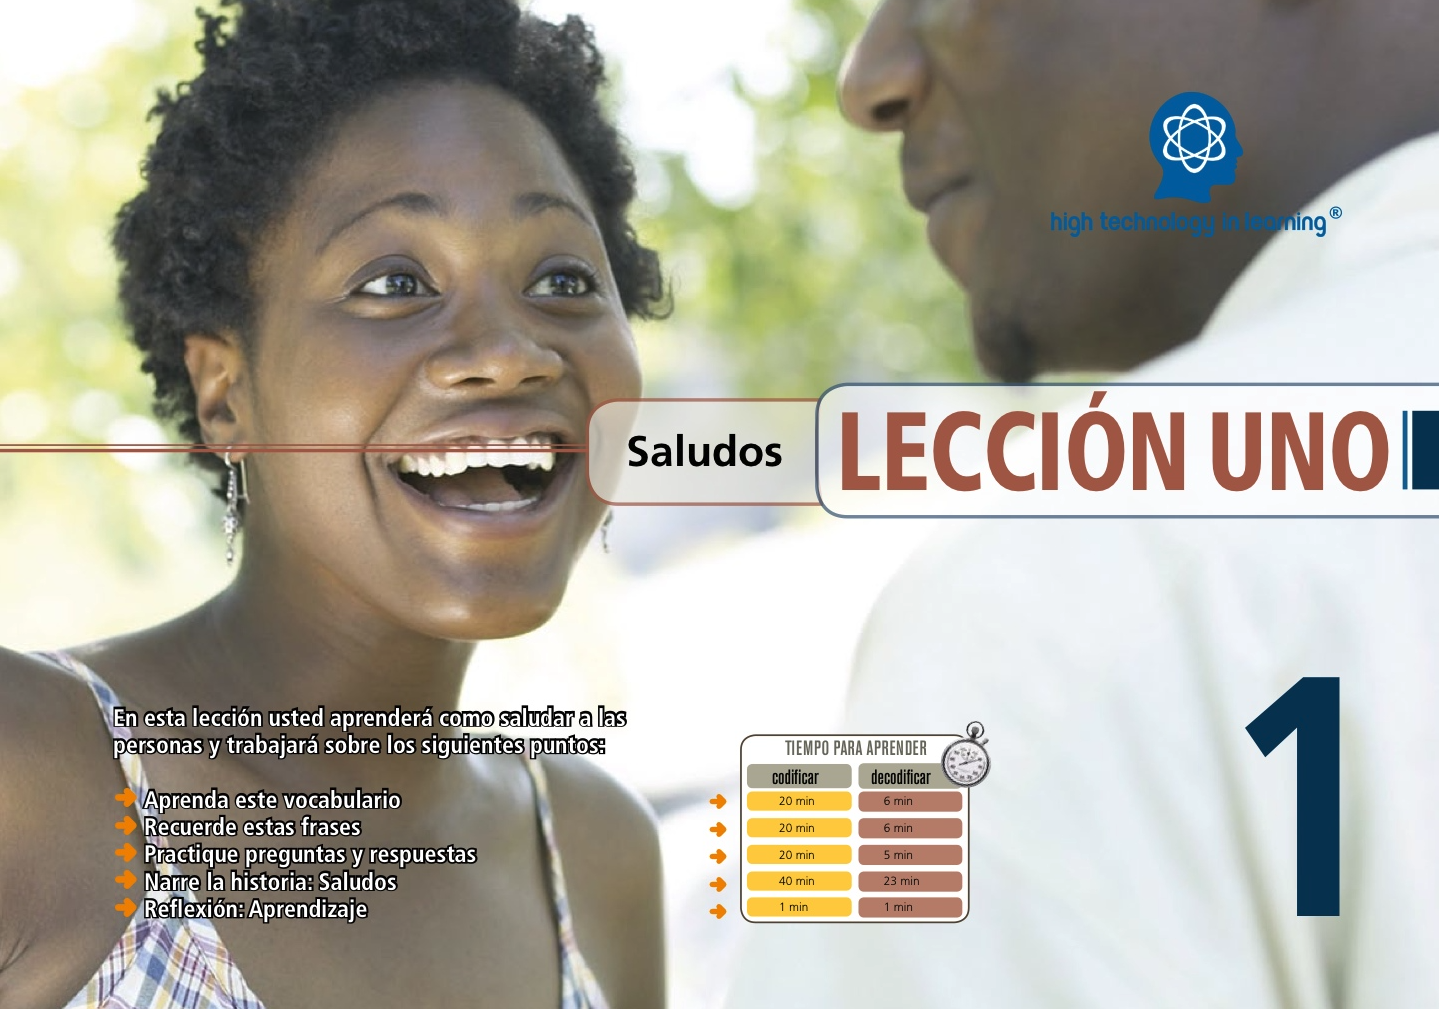 high technology in learning®
Saludos
LECCIÓN UNO
En esta lección usted aprenderá como saludar a las
personas y trabajará sobre los siguientes puntos:
Aprenda este vocabulario
Recuerde estas frases
Practique preguntas y respuestas
Narre la historia: Saludos
Reflexión: Aprendizaje
TIEMPO PARA APRENDER
codificar decodificar
20 min 6 min
20 min 6 min
20 min 5 min
40 min 23 min
1 min 1 min
1